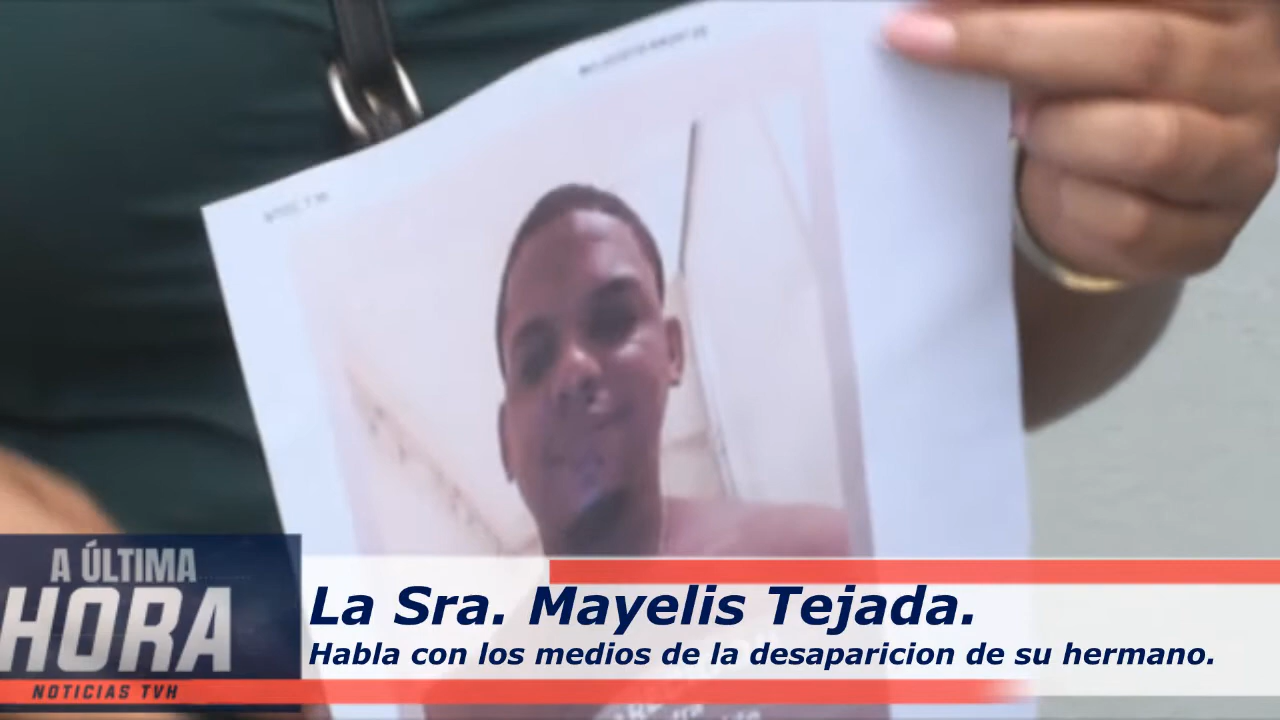 A ÚLTIMA
HORA
NOTICIAS TVH
La Sra. Mayelis Tejada.
Habla con los medios de la desaparicion de su hermano.